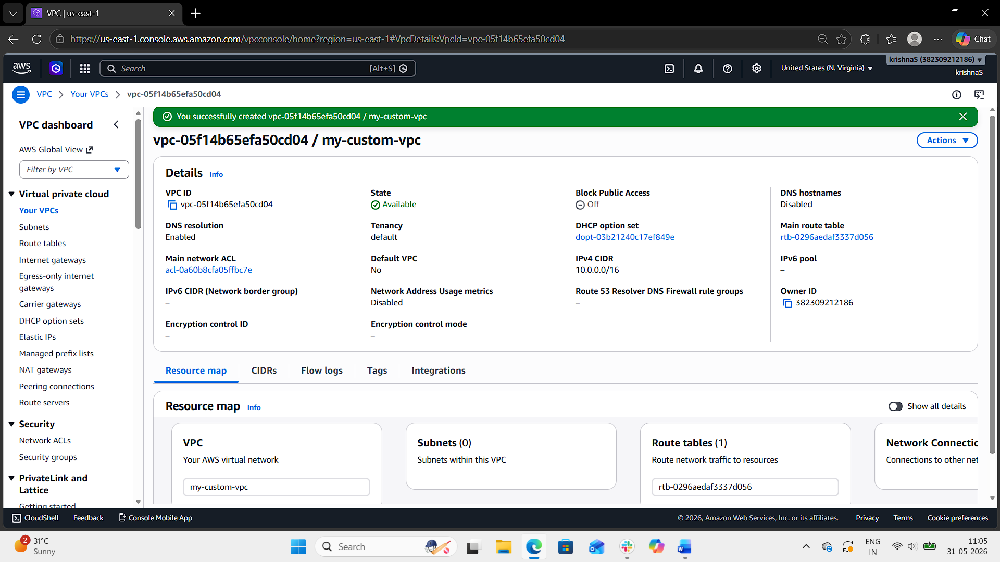 VPC | us-east-1
https://us-east-1.console.aws.amazon.com/vpcconsole/home?region=us-east-1#VpcDetails:VpcId=vpc-05f14b65efa50cd04
Chat
aws
Search
[Alt+S]
United States (N. Virginia)
krishnaS (382309212186)
krishnaS
VPC
Your VPCs
vpc-05f14b65efa50cd04
VPC dashboard
AWS Global View
Filter by VPC
Virtual private cloud
Your VPCs
Subnets
Route tables
Internet gateways
Egress-only internet
gateways
Carrier gateways
DHCP option sets
Elastic IPs
Managed prefix lists
NAT gateways
Peering connections
Route servers
Security
Network ACLs
Security groups
PrivateLink and
Lattice
Getting started
You successfully created vpc-05f14b65efa50cd04 / my-custom-vpc
vpc-05f14b65efa50cd04 / my-custom-vpc
Actions
Details Info
VPC ID
vpc-05f14b65efa50cd04
State
Available
Block Public Access
Off
DNS hostnames
Disabled
DNS resolution
Enabled
Tenancy
default
DHCP option set
dopt-03b21240c17ef849e
Main route table
rtb-0296aedaf3337d056
Main network ACL
acl-0a60b8cfa05ffbc7e
Default VPC
No
IPv4 CIDR
10.0.0.0/16
IPv6 pool
–
IPv6 CIDR (Network border group)
–
Network Address Usage metrics
Disabled
Route 53 Resolver DNS Firewall rule groups
–
Owner ID
382309212186
Encryption control ID
–
Encryption control mode
–
Resource map
CIDRs
Flow logs
Tags
Integrations
Resource map Info
Show all details
VPC
Your AWS virtual network
my-custom-vpc
Subnets (0)
Subnets within this VPC
Route tables (1)
Route network traffic to resources
rtb-0296aedaf3337d056
Network Connectio
Connections to other net
CloudShell
Feedback
Console Mobile App
© 2026, Amazon Web Services, Inc. or its affiliates.
Privacy
Terms
Cookie preferences
2
31°C
Sunny
Search
ENG
IN
11:05
31-05-2026